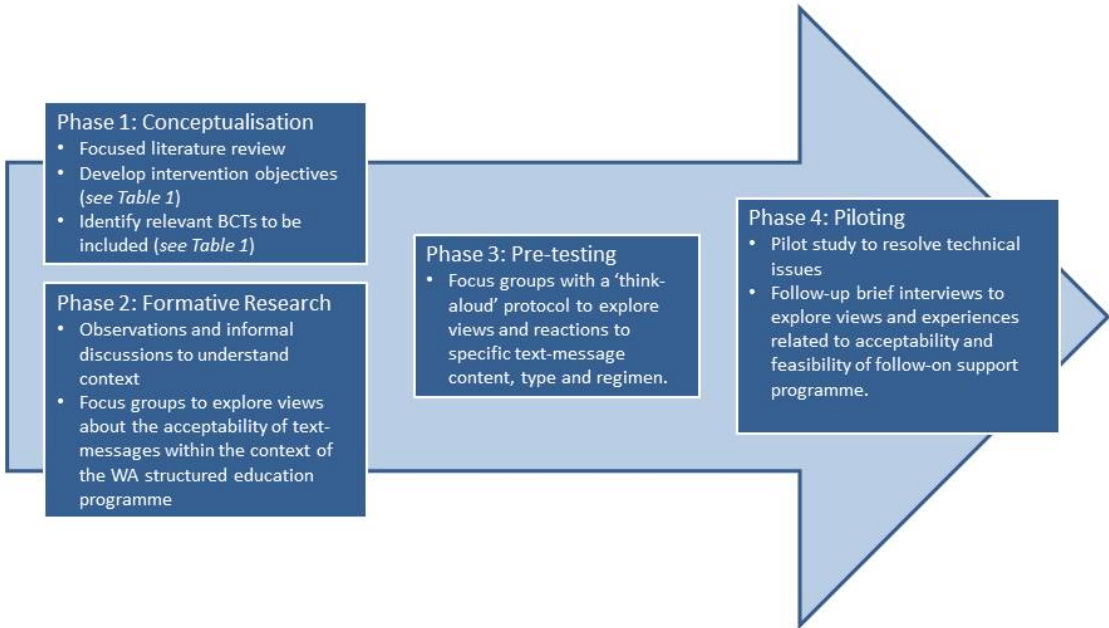 Phase 1: Conceptualisation
• Focused literature review
• Develop intervention objectives
(see Table 1)
• Identify relevant BCTs to be
included (see Table 1)
Phase 2: Formative Research
• Observations and informal
discussions to understand
context
• Focus groups to explore views
about the acceptability of text-
messages within the context of
the WA structured education
programme
Phase 3: Pre-testing
• Focus groups with a ‘think-
aloud’ protocol to explore
views and reactions to
specific text-message
content, type and regimen.
Phase 4: Piloting
• Pilot study to resolve technical
issues
• Follow-up brief interviews to
explore views and experiences
related to acceptability and
feasibility of follow-on support
programme.